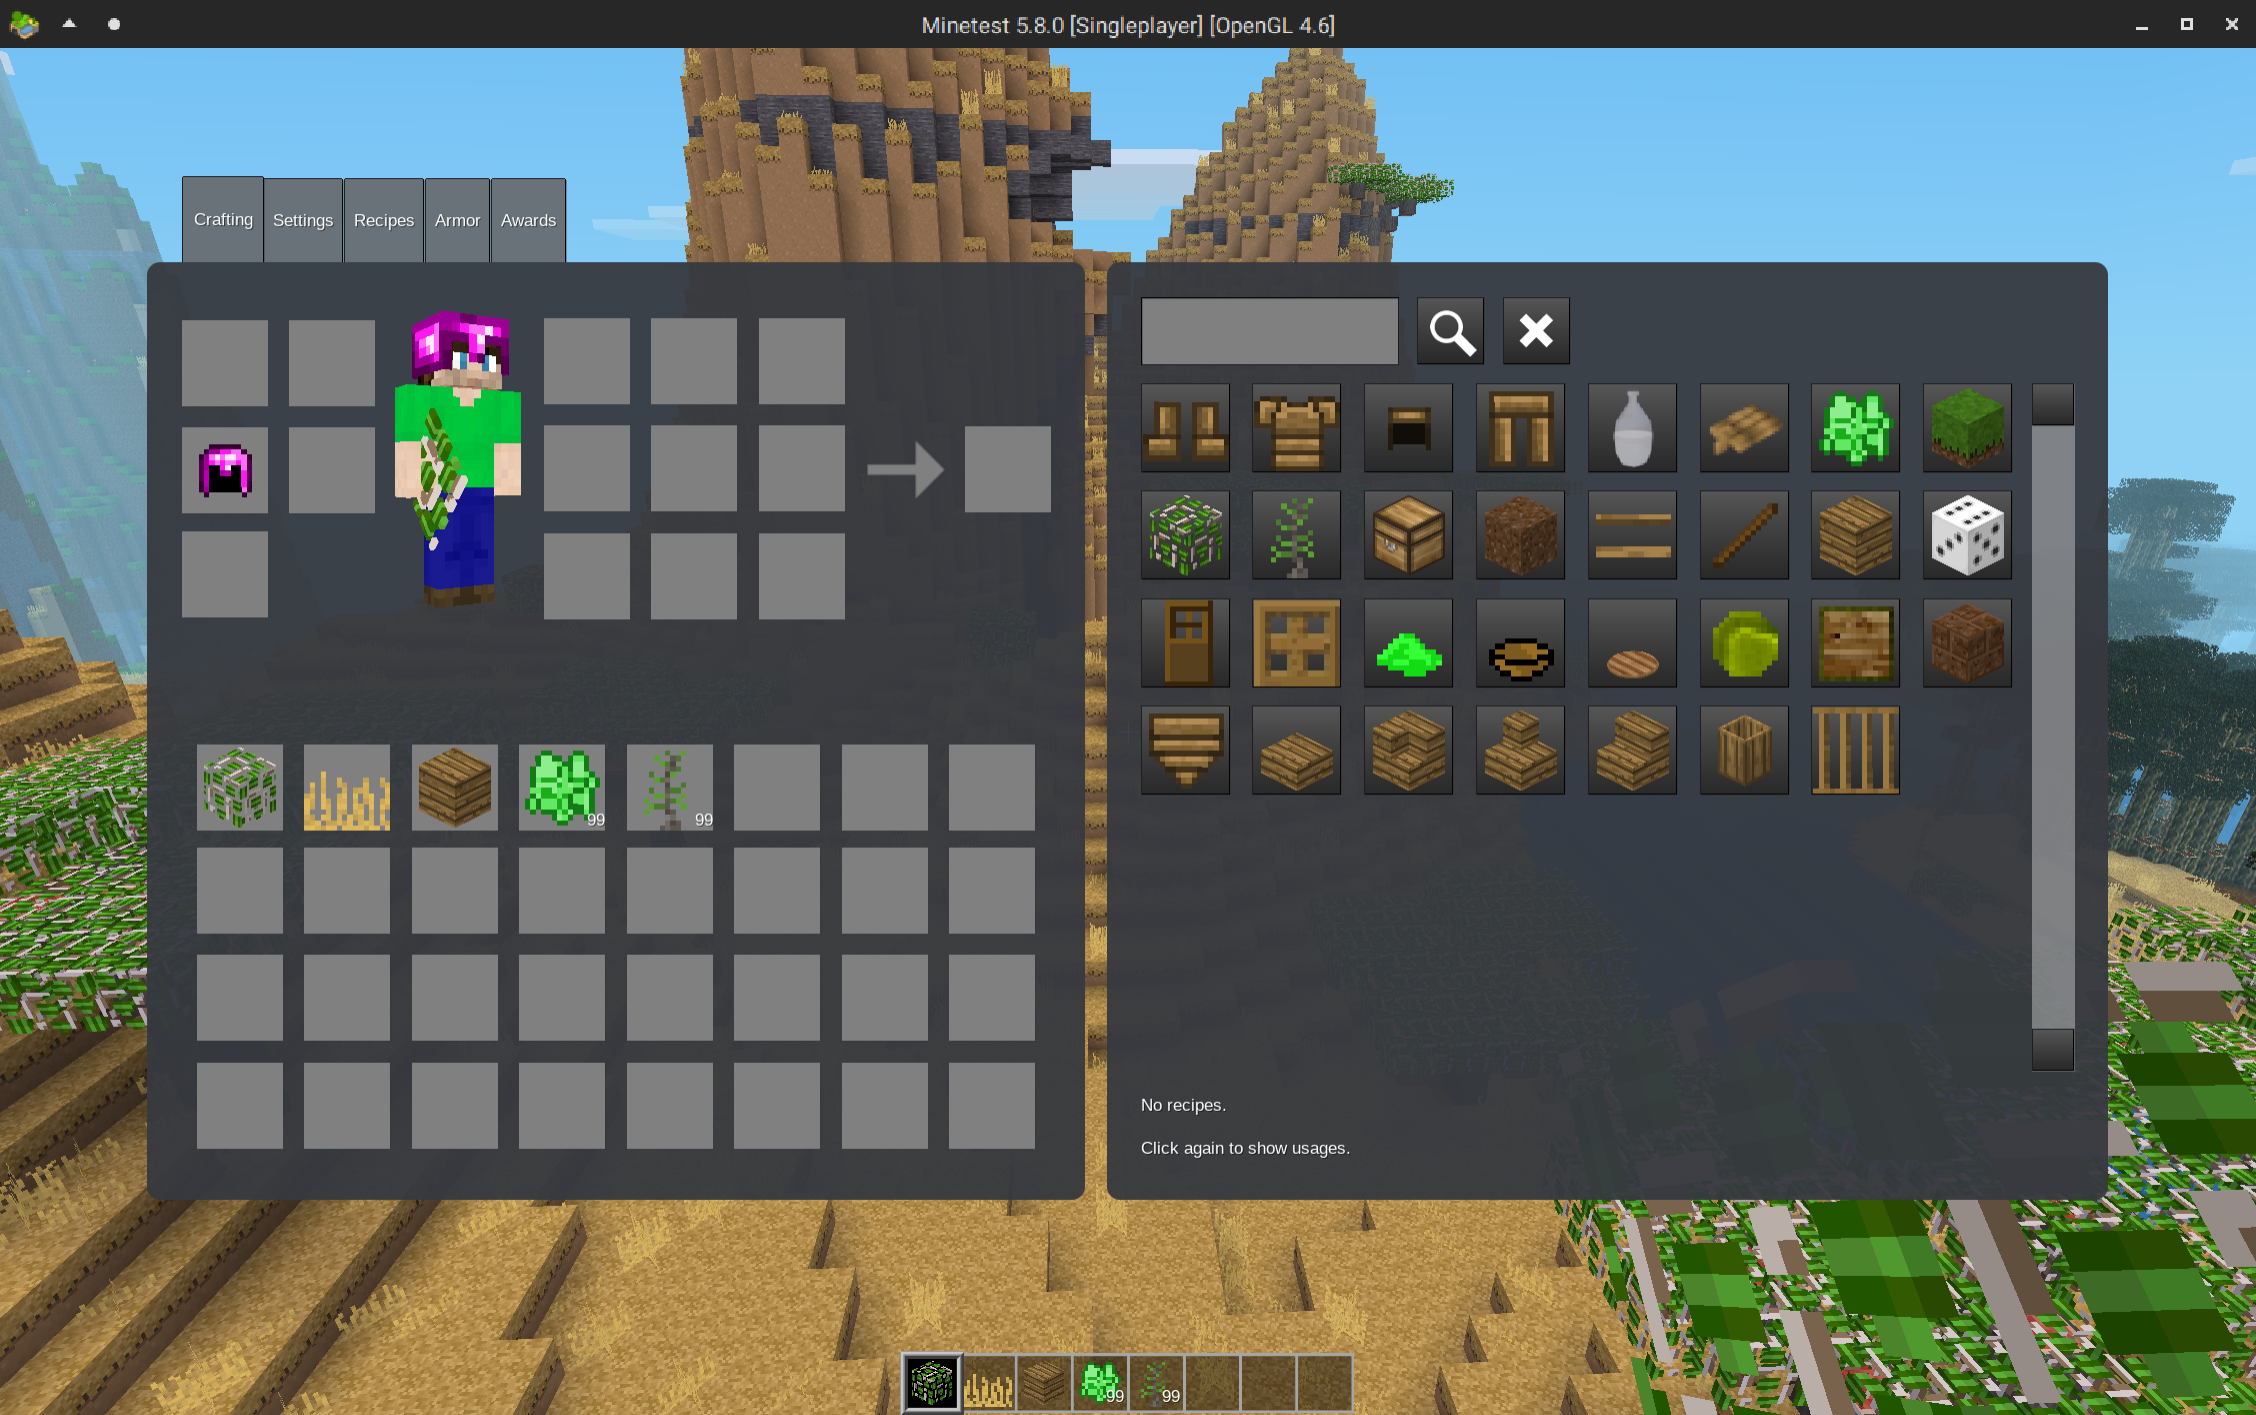 Minetest 5.8.0 [Singleplayer] [OpenGL 4.6]
Crafting Settings Recipes Armor Awards
99 99
No recipes.
Click again to show usages.
99 99